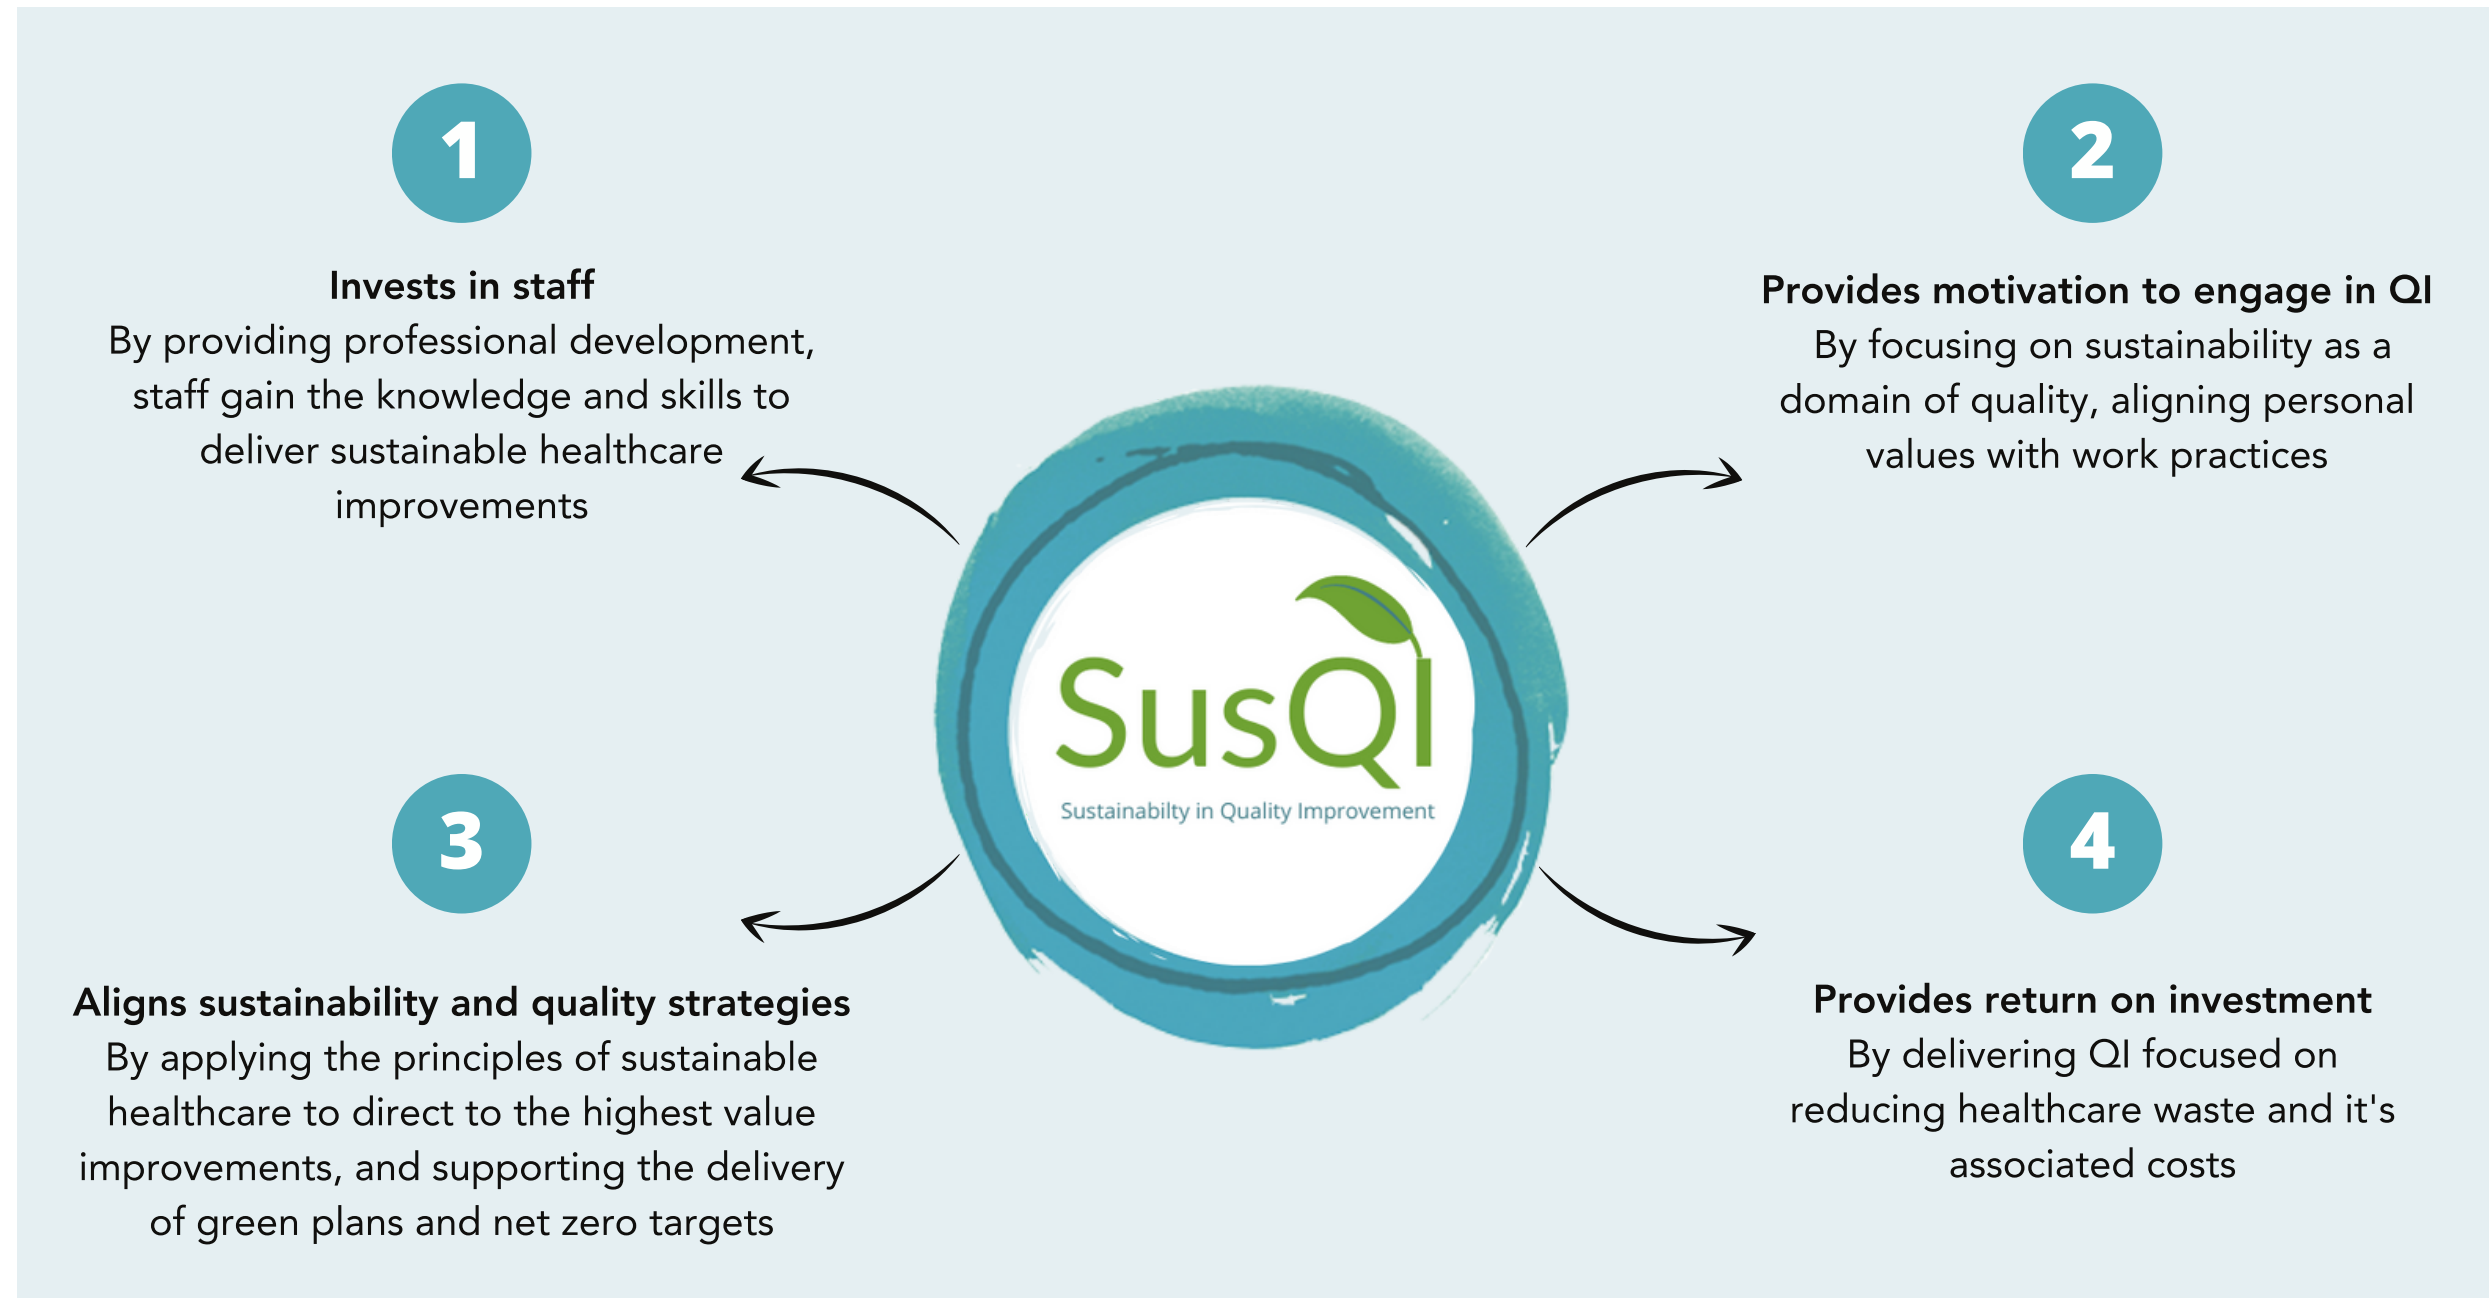 1
Invests in staff
By providing professional development,
staff gain the knowledge and skills to
deliver sustainable healthcare
improvements
2
Provides motivation to engage in QI
By focusing on sustainability as a
domain of quality, aligning personal
values with work practices
SusQI
Sustainabilty in Quality Improvement
3
Aligns sustainability and quality strategies
By applying the principles of sustainable
healthcare to direct to the highest value
improvements, and supporting the delivery
of green plans and net zero targets
4
Provides return on investment
By delivering QI focused on
reducing healthcare waste and it's
associated costs